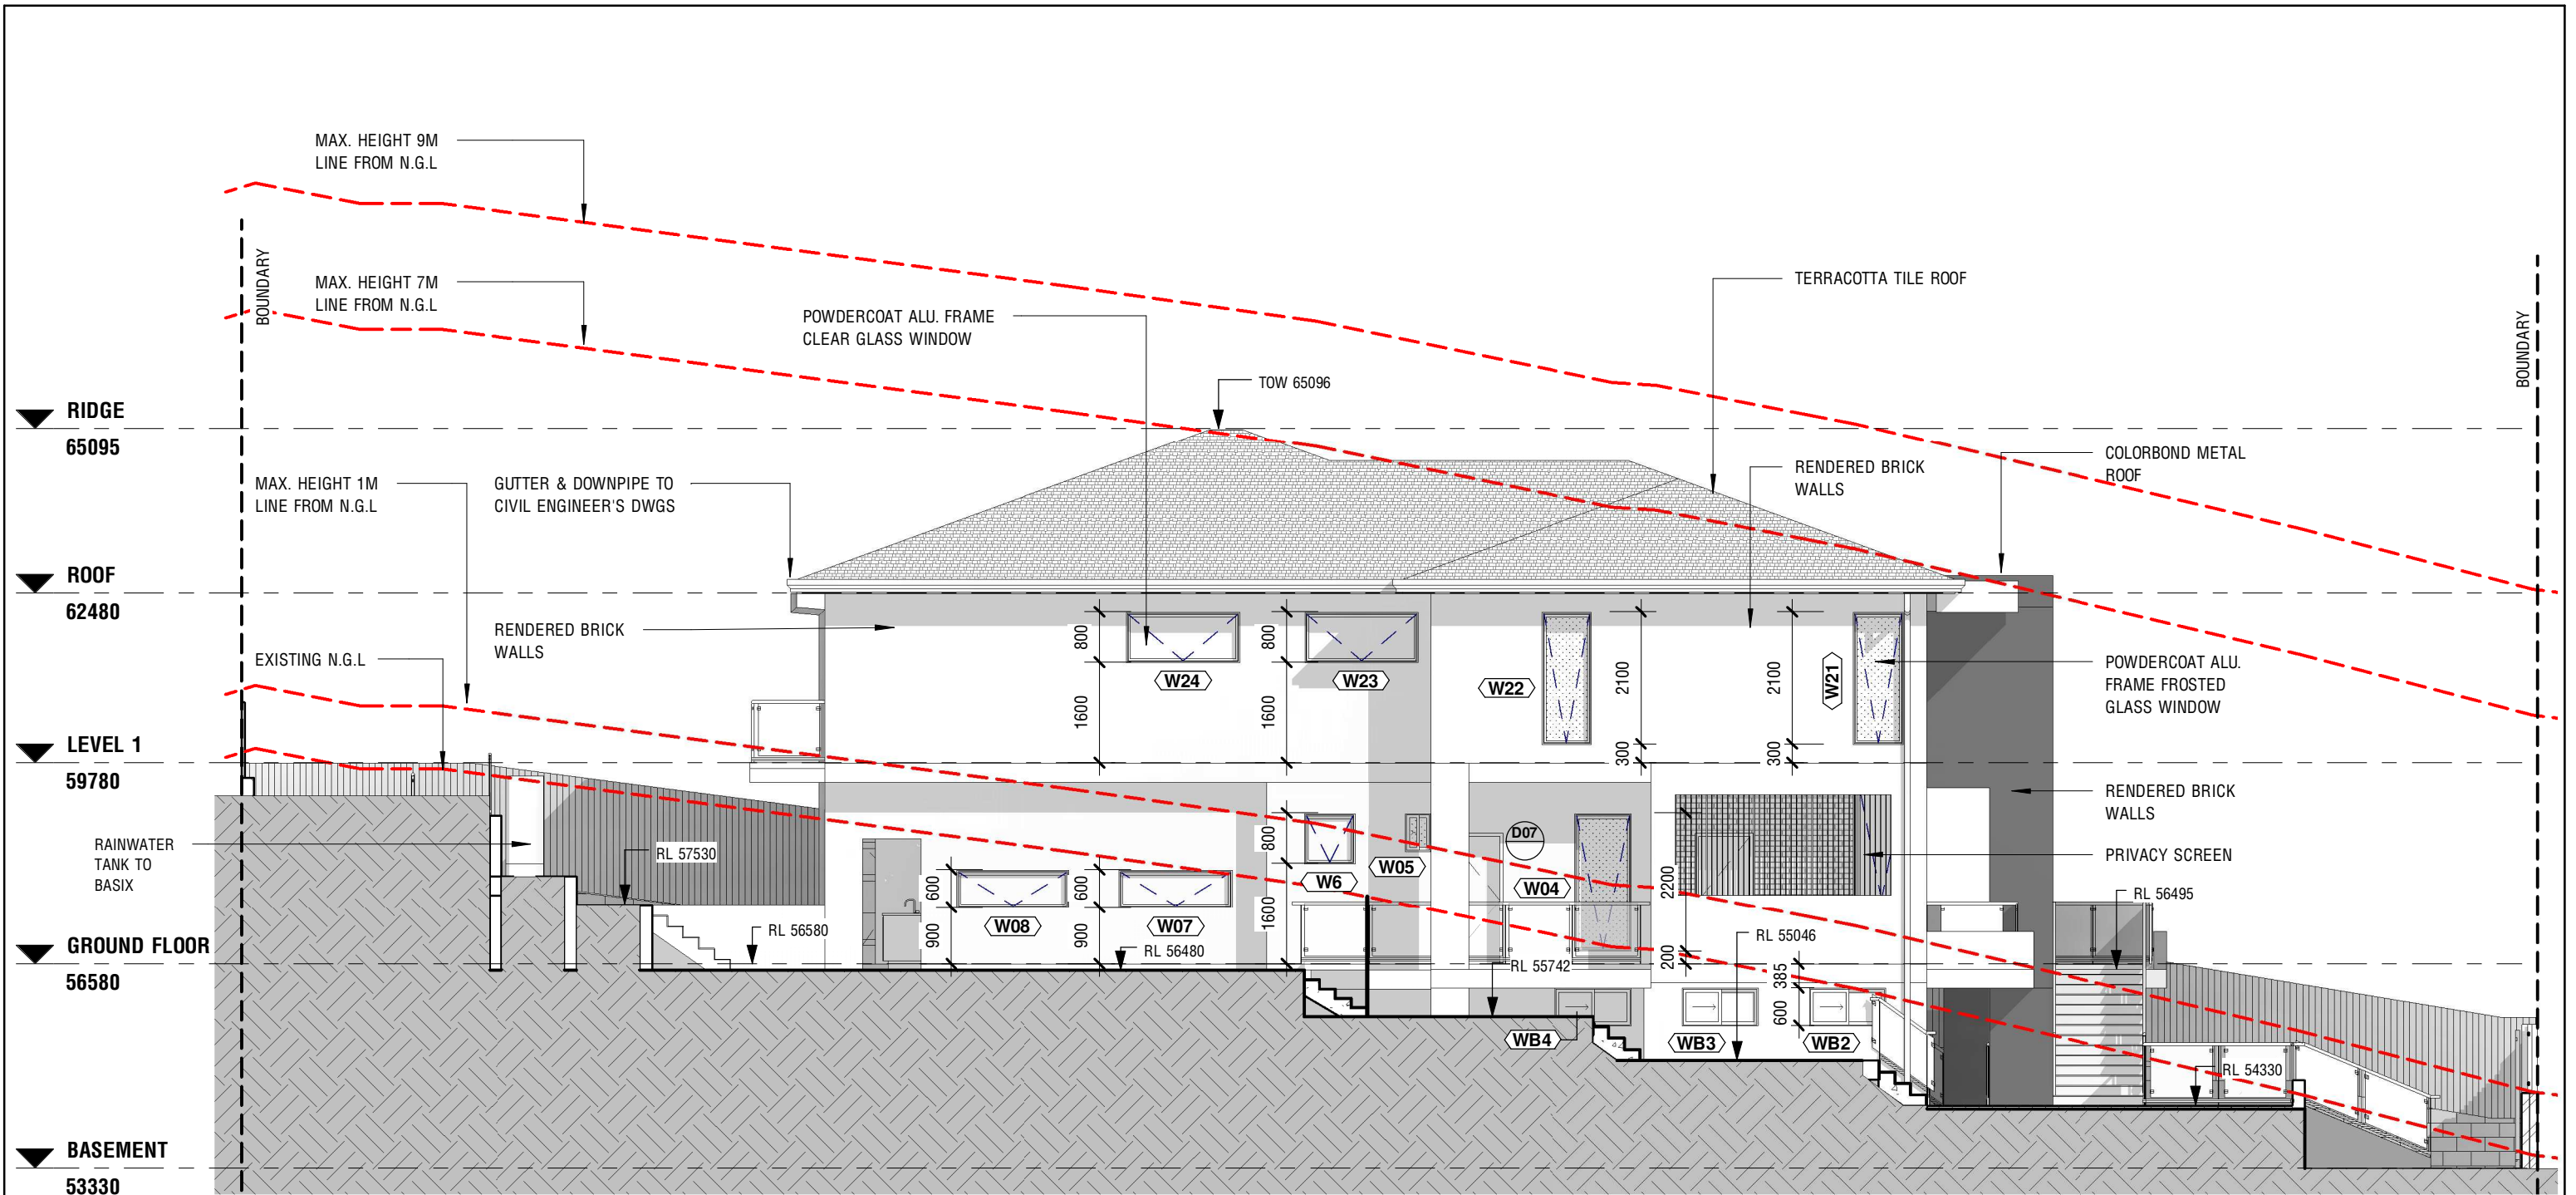 MAX. HEIGHT 9M
LINE FROM N.G.L
BOUNDARY
MAX. HEIGHT 7M
LINE FROM N.G.L
POWDERCOAT ALU. FRAME
CLEAR GLASS WINDOW
TERRACOTTA TILE ROOF
BOUNDARY
TOW 65096
RIDGE
65095
MAX. HEIGHT 1M
LINE FROM N.G.L
GUTTER & DOWNPIPE TO
CIVIL ENGINEER'S DWGS
RENDERED BRICK
WALLS
COLORBOND METAL
ROOF
ROOF
62480
RENDERED BRICK
WALLS
EXISTING N.G.L
800
1600
W24
800
1600
W23
W22
2100
300
2100
300
W21
POWDERCOAT ALU.
FRAME FROSTED
GLASS WINDOW
LEVEL 1
59780
RENDERED BRICK
WALLS
RAINWATER
TANK TO
BASIX
RL 57530
PRIVACY SCREEN
D07
800
1600
W6
W05
W04
2200
200
RL 56495
600
900
W08
600
900
W07
RL 56580
RL 56480
RL 55046
RL 55742
GROUND FLOOR
56580
385
600
WB4
WB3
WB2
RL 54330
BASEMENT
53330